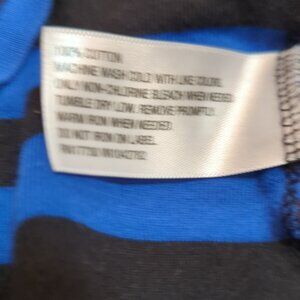 100% COTTON.
MACHINE WASH COLD WITH LIKE COLORS.
ONLY NON-CHLORINE BLEACH WHEN NEEDED.
TUMBLE DRY LOW. REMOVE PROMPTLY.
WARM IRON WHEN NEEDED.
DO NOT IRON ON LABEL.